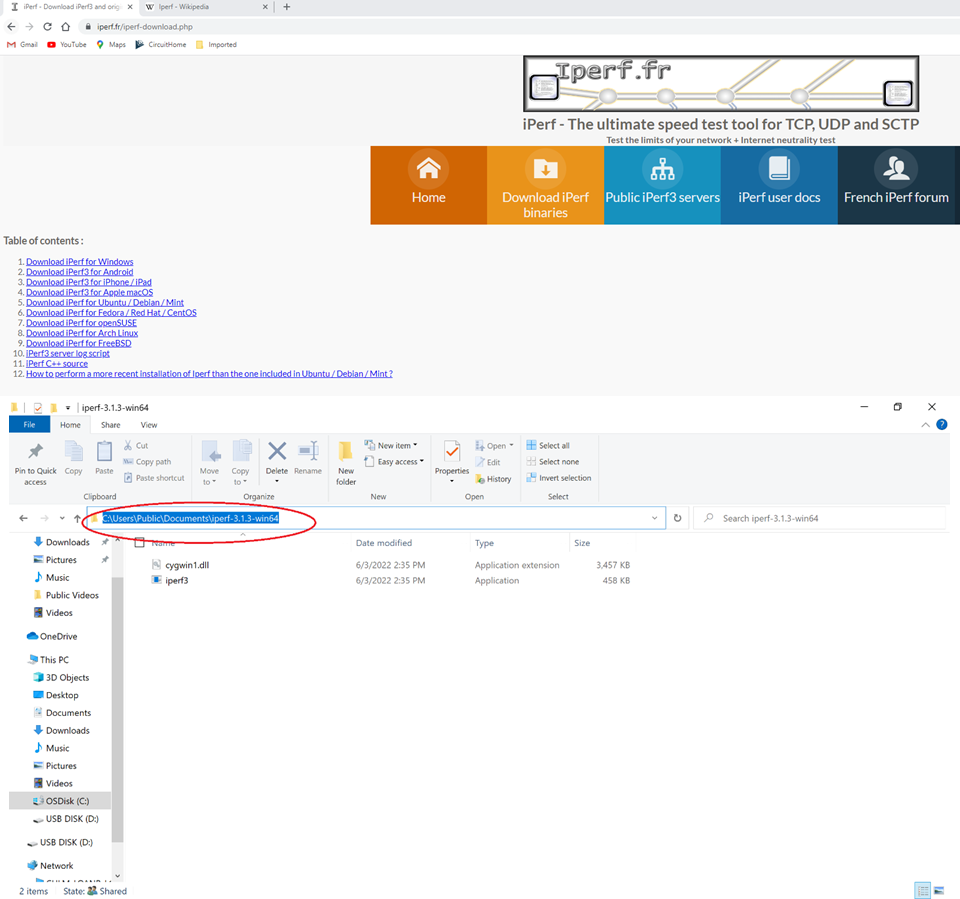 iPerf - Download iPerf3 and orig
Iperf - Wikipedia
iperf.fr/iperf-download.php
Gmail YouTube Maps CircuitHome Imported
Iperf.fr
iPerf - The ultimate speed test tool for TCP, UDP and SCTP
Test the limits of your network + Internet neutrality test
Home
Download iPerf binaries
Public iPerf3 servers
iPerf user docs
French iPerf forum
Table of contents :
1. Download iPerf for Windows
2. Download iPerf3 for Android
3. Download iPerf3 for iPhone / iPad
4. Download iPerf3 for Apple macOS
5. Download iPerf for Ubuntu / Debian / Mint
6. Download iPerf for Fedora / Red Hat / CentOS
7. Download iPerf for openSUSE
8. Download iPerf for Arch Linux
9. Download iPerf for FreeBSD
10. iPerf3 server log script
11. iPerf C++ source
12. How to perform a more recent installation of Iperf than the one included in Ubuntu / Debian / Mint ?
iperf-3.1.3-win64
File Home Share View
Pin to Quick access
Copy
Paste
Cut
Copy path
Paste shortcut
Clipboard
Move to
Copy to
Delete
Rename
Organize
New folder
New item
Easy access
New
Properties
Open
Edit
History
Open
Select all
Select none
Invert selection
Select
C:\Users\Public\Documents\iperf-3.1.3-win64
Search iperf-3.1.3-win64
Name Date modified Type Size
cygwin1.dll 6/3/2022 2:35 PM Application extension 3,457 KB
iperf3 6/3/2022 2:35 PM Application 458 KB
Downloads
Pictures
Music
Public Videos
Videos
OneDrive
This PC
3D Objects
Desktop
Documents
Downloads
Music
Pictures
Videos
OSDisk (C:)
USB DISK (D:)
USB DISK (D:)
Network
2 items State: Shared